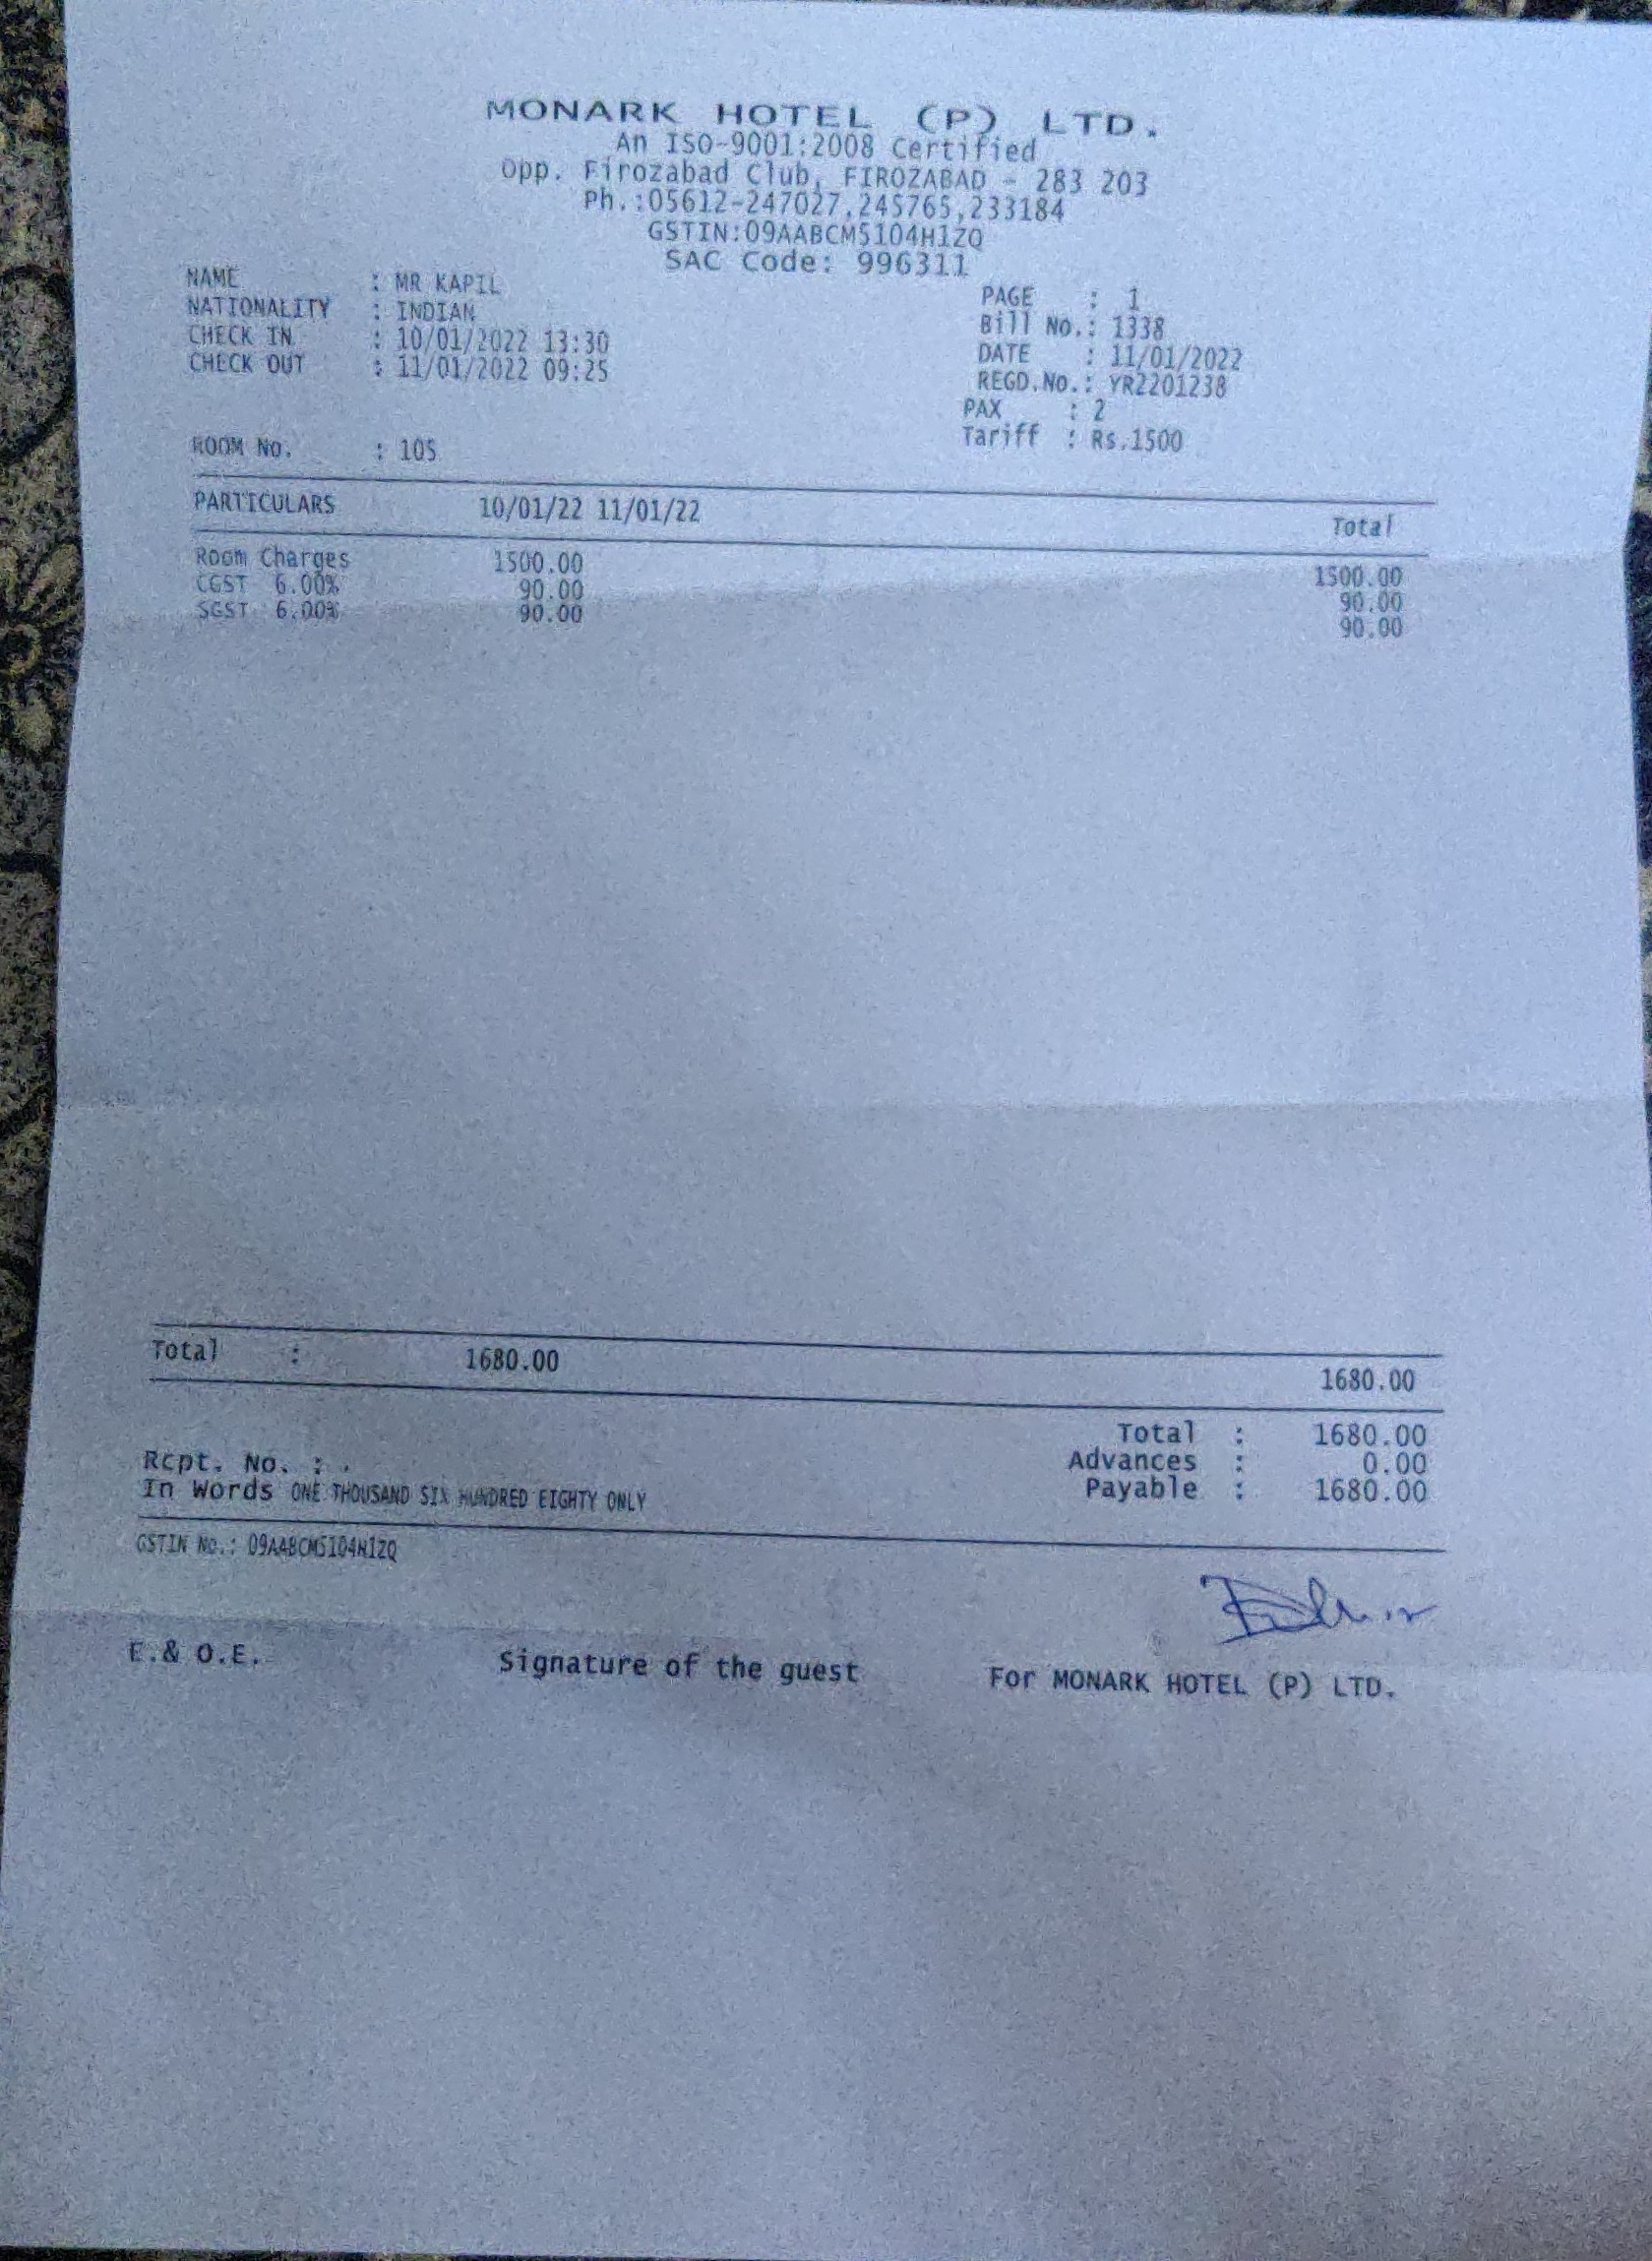 MONARK HOTEL (P) LTD.
An ISO-9001:2008 Certified
Opp. Firozabad Club, FIROZABAD - 283 203
Ph.:05612-247027,245765,233184
GSTIN:09AABCM5104H1ZQ
SAC Code: 996311
NAME : MR KAPIL
NATIONALITY : INDIAN
CHECK IN : 10/01/2022 13:30
CHECK OUT : 11/01/2022 09:25
ROOM No. : 105
PAGE : 1
Bill No.: 1338
DATE : 11/01/2022
REGD.No.: YR2201238
PAX : 2
Tariff : Rs.1500
PARTICULARS 10/01/22 11/01/22 Total
Room Charges 1500.00 1500.00
CGST 6.00% 90.00 90.00
SGST 6.00% 90.00 90.00
Total : 1680.00 1680.00
Total : 1680.00
Advances : 0.00
Payable : 1680.00
Rcpt. No. : .
In Words ONE THOUSAND SIX HUNDRED EIGHTY ONLY
GSTIN No.: 09AABCM5104H1ZQ
E.& O.E. Signature of the guest For MONARK HOTEL (P) LTD.